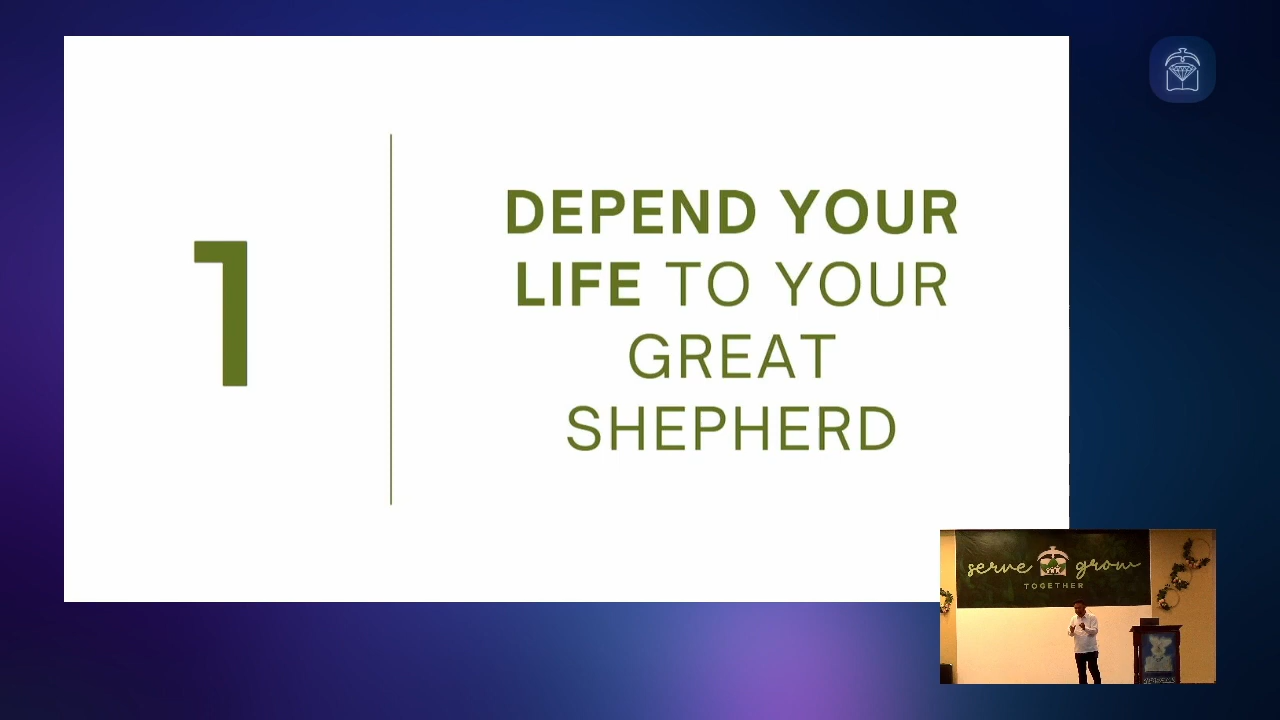 1
DEPEND YOUR
LIFE TO YOUR
GREAT
SHEPHERD
serve grow
TOGETHER